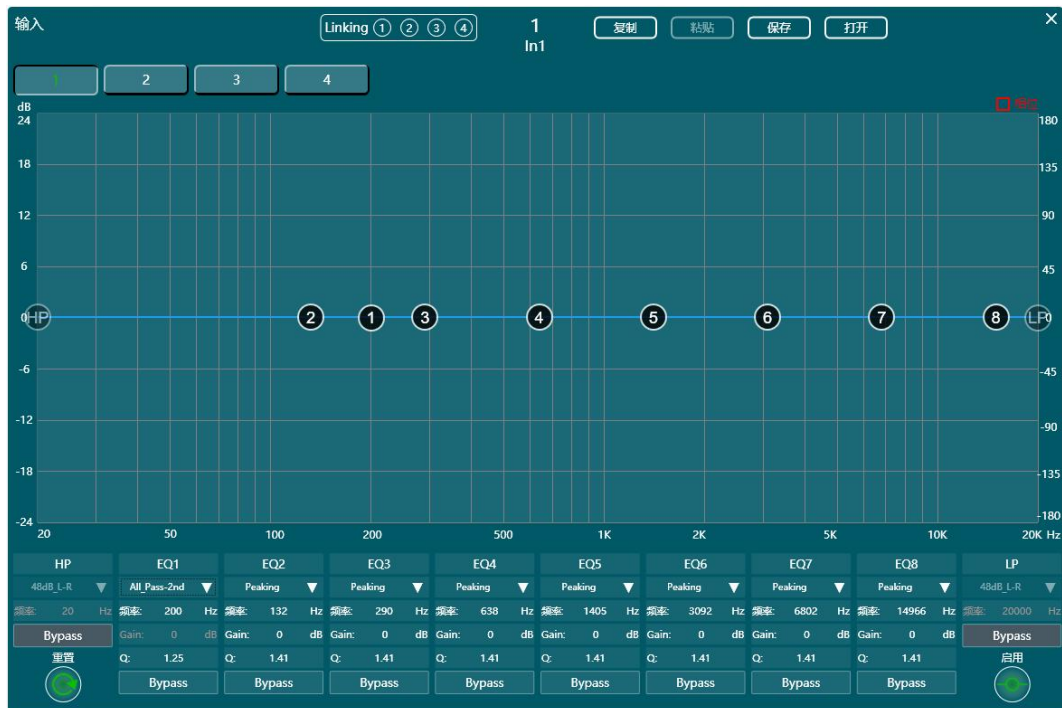 输入
Linking ① ② ③ ④
1
In1
复制
粘贴
保存
打开
×
1 2 3 4
dB
24
18
12
6
0
-6
-12
-18
-24
180
135
90
45
0
-45
-90
-135
-180
HP 2 1 3 4 5 6 7 8 LP
20 50 100 200 500 1K 2K 5K 10K 20K Hz
HP EQ1 EQ2 EQ3 EQ4 EQ5 EQ6 EQ7 EQ8 LP
48dB_L-R All_Pass-2nd Peaking Peaking Peaking Peaking Peaking Peaking Peaking 48dB_L-R
频率: 20 Hz 频率: 200 Hz 频率: 132 Hz 频率: 290 Hz 频率: 638 Hz 频率: 1405 Hz 频率: 3092 Hz 频率: 6802 Hz 频率: 14966 Hz 频率: 20000 Hz
Bypass Gain: 0 dB Gain: 0 dB Gain: 0 dB Gain: 0 dB Gain: 0 dB Gain: 0 dB Gain: 0 dB Gain: 0 dB Bypass
重置 Q: 1.25 Q: 1.41 Q: 1.41 Q: 1.41 Q: 1.41 Q: 1.41 Q: 1.41 Q: 1.41 启用
Bypass Bypass Bypass Bypass Bypass Bypass Bypass Bypass